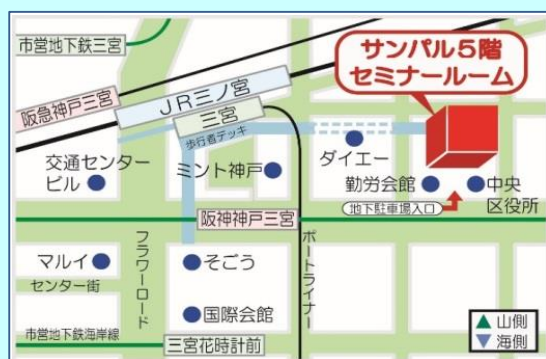 市営地下鉄三宮
サンパル5階
セミナールーム
阪急神戸三宮
JR三ノ宮
三宮
歩行者デッキ
交通センター
ビル
ミント神戸
ダイエー
勤労会館
中央
区役所
地下駐車場入口
阪神神戸三宮
マルイ
センター街
フラワーロード
そごう
ポートライナー
国際会館
市営地下鉄海岸線
三宮花時計前
山側
海側